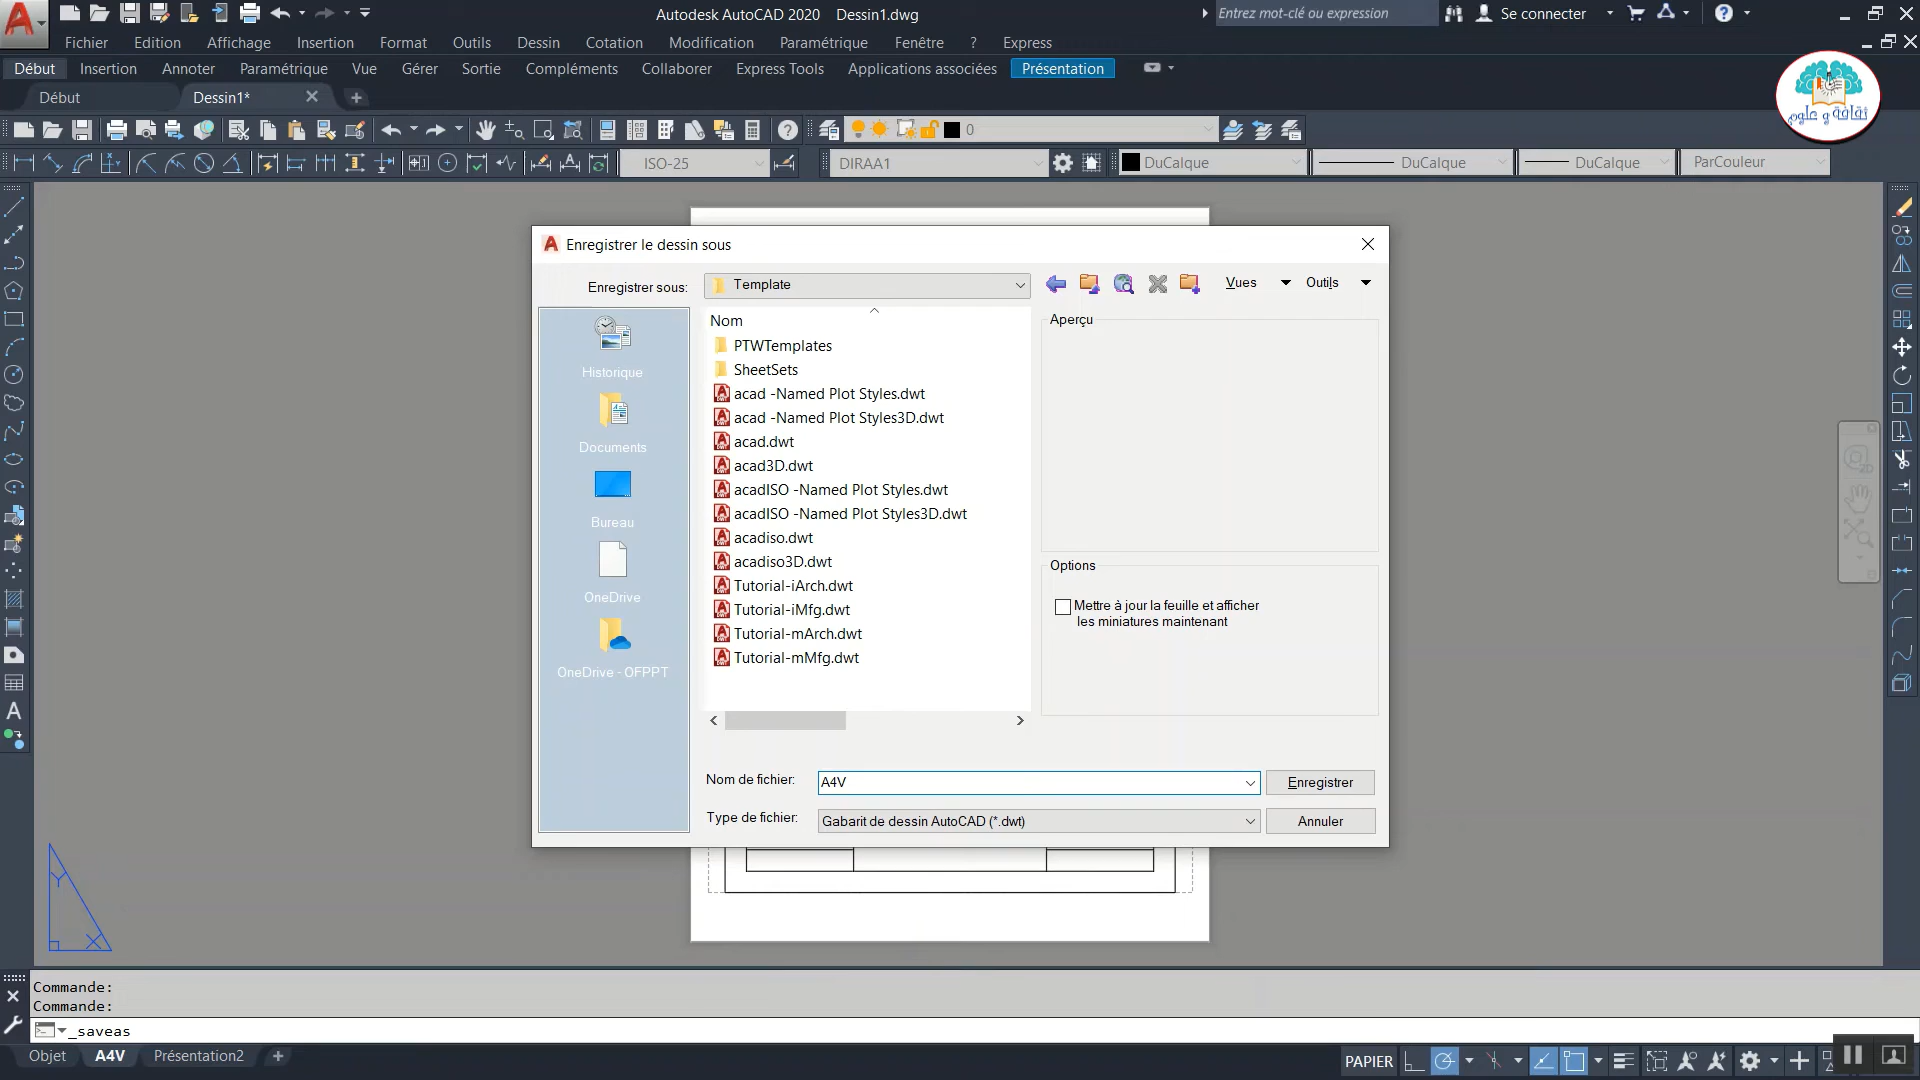 Autodesk AutoCAD 2020 Dessin1.dwg
Entrez mot-clé ou expression
Se connecter
Fichier Edition Affichage Insertion Format Outils Dessin Cotation Modification Paramétrique Fenêtre ? Express
Début Insertion Annoter Paramétrique Vue Gérer Sortie Compléments Collaborer Express Tools Applications associées Présentation
Début Dessin1*
ثقافة و علوم
0
ISO-25 DIRAA1 DuCalque DuCalque DuCalque ParCouleur
Enregistrer le dessin sous
Enregistrer sous: Template Vues Outils
Historique
Documents
Bureau
OneDrive
OneDrive - OFPPT
Nom
PTWTemplates
SheetSets
acad -Named Plot Styles.dwt
acad -Named Plot Styles3D.dwt
acad.dwt
acad3D.dwt
acadISO -Named Plot Styles.dwt
acadISO -Named Plot Styles3D.dwt
acadiso.dwt
acadiso3D.dwt
Tutorial-iArch.dwt
Tutorial-iMfg.dwt
Tutorial-mArch.dwt
Tutorial-mMfg.dwt
Aperçu
Options
Mettre à jour la feuille et afficher
les miniatures maintenant
Nom de fichier: A4V Enregistrer
Type de fichier: Gabarit de dessin AutoCAD (*.dwt) Annuler
Y
X
Commande:
Commande:
_saveas
Objet A4V Présentation2
PAPIER